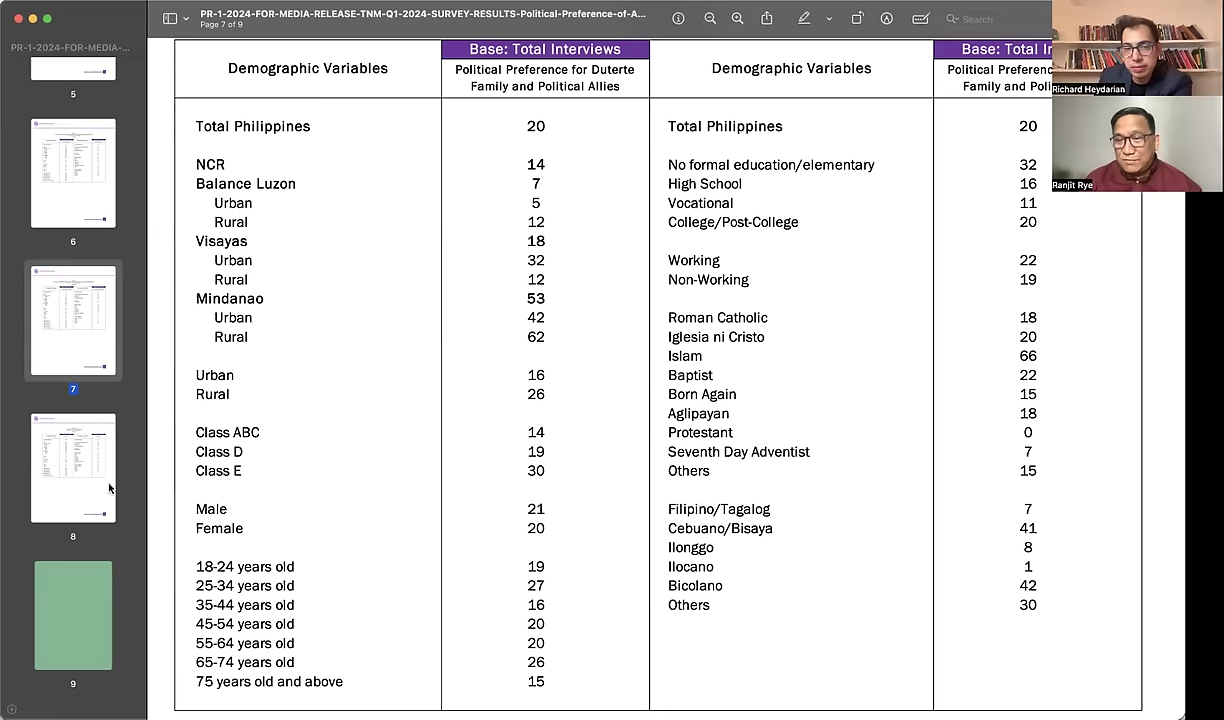 PR-1-2024-FOR-MEDIA-RELEASE-TNM-Q1-2024-SURVEY-RESULTS-Political-Preference-of-A...
Page 7 of 9
Search
PR-1-2024-FOR-MEDIA-...
5
6
7
8
9
Demographic Variables
Base: Total Interviews
Political Preference for Duterte
Family and Political Allies
Total Philippines 20
NCR 14
Balance Luzon 7
Urban 5
Rural 12
Visayas 18
Urban 32
Rural 12
Mindanao 53
Urban 42
Rural 62
Urban 16
Rural 26
Class ABC 14
Class D 19
Class E 30
Male 21
Female 20
18-24 years old 19
25-34 years old 27
35-44 years old 16
45-54 years old 20
55-64 years old 20
65-74 years old 26
75 years old and above 15
Demographic Variables
Base: Total Ir
Political Preferenc
Family and Poli
Total Philippines 20
No formal education/elementary 32
High School 16
Vocational 11
College/Post-College 20
Working 22
Non-Working 19
Roman Catholic 18
Iglesia ni Cristo 20
Islam 66
Baptist 22
Born Again 15
Aglipayan 18
Protestant 0
Seventh Day Adventist 7
Others 15
Filipino/Tagalog 7
Cebuano/Bisaya 41
Ilonggo 8
Ilocano 1
Bicolano 42
Others 30
Richard Heydarian
Ranjit Rye